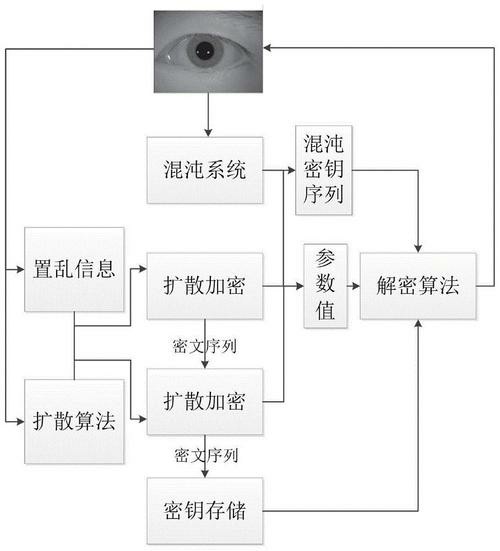 混沌系统
混沌
密钥
序列
置乱信息
扩散加密
参
数
值
解密算法
密文序列
扩散算法
扩散加密
密文序列
密钥存储